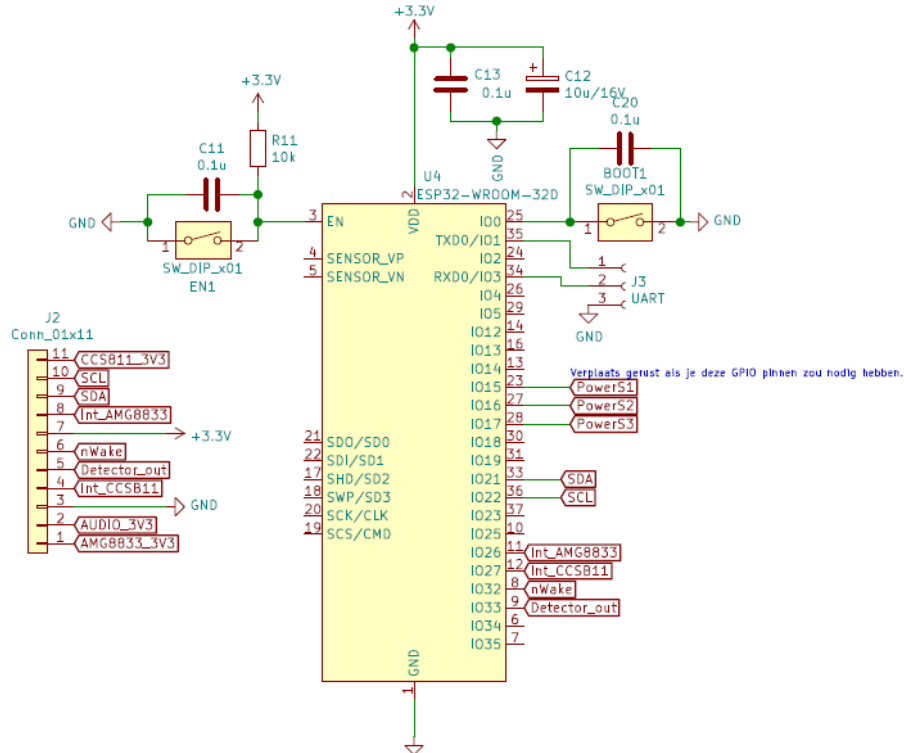 +3.3V
C13
0.1u
+
C12
10u/16V
C20
0.1u
+3.3V
R11
10k
C11
0.1u
GND
GND
1 2
SW_DIP_x01
EN1
BOOT1
SW_DIP_x01
1 2
GND
U4
ESP32-WROOM-32D
2 VDD
3 EN
4 SENSOR_VP
5 SENSOR_VN
21 SDO/SD0
22 SDI/SD1
17 SHD/SD2
18 SWP/SD3
20 SCK/CLK
19 SCS/CMD
IO0 25
TXD0/IO1 35
IO2 24
RXD0/IO3 34
IO4 26
IO5 29
IO12 14
IO13 16
IO14 13
IO15 23 PowerS1
IO16 27 PowerS2
IO17 28 PowerS3
IO18 30
IO19 31
IO21 33 SDA
IO22 36 SCL
IO23 37
IO25 10
IO26 11 Int_AMG8833
IO27 12 Int_CCSB11
IO32 8 nWake
IO33 9 Detector_out
IO34 6
IO35 7
GND 1
1
2
3
J3
UART
GND
Verplaats gerust als je deze GPIO pinnen zou nodig hebben.
J2
Conn_01x11
11 CCS811_3V3
10 SCL
9 SDA
8 Int_AMG8833
7 +3.3V
6 nWake
5 Detector_out
4 Int_CCSB11
3 GND
2 AUDIO_3V3
1 AMG8833_3V3